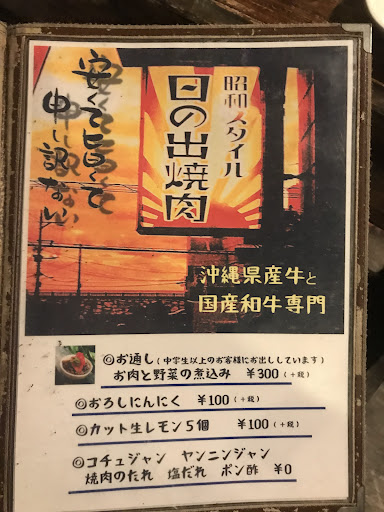 安くて旨くて
申し訳ない
昭和スタイル
日の出焼肉
沖縄県産牛と
国産和牛専門
◎お通し(中学生以上のお客様にお出ししています)
お肉と野菜の煮込み ¥300(+税)
◎おろしにんにく ¥100(+税)
◎カット生レモン5個 ¥100(+税)
◎コチュジャン ヤンニンジャン
焼肉のたれ 塩だれ ポン酢 ¥0